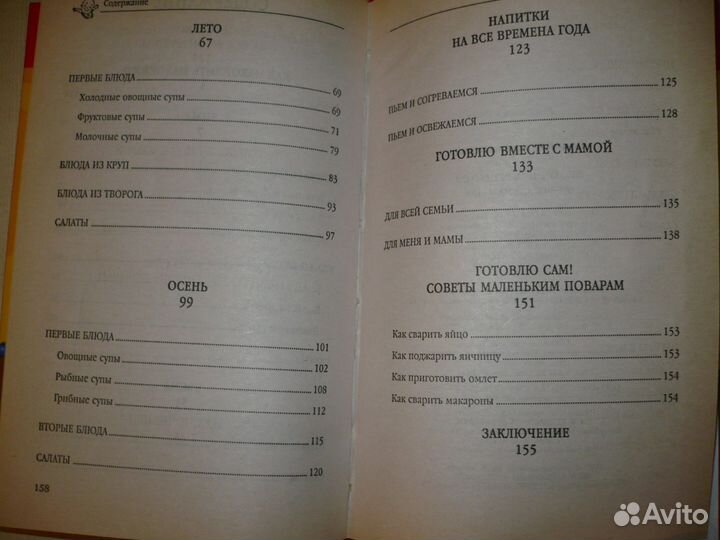 Содержание
ЛЕТО
67
ПЕРВЫЕ БЛЮДА 69
Холодные овощные супы 69
Фруктовые супы 71
Молочные супы 79
БЛЮДА ИЗ КРУП 83
БЛЮДА ИЗ ТВОРОГА 93
САЛАТЫ 97
ОСЕНЬ
99
ПЕРВЫЕ БЛЮДА 101
Овощные супы 102
Рыбные супы 108
Грибные супы 112
ВТОРЫЕ БЛЮДА 115
САЛАТЫ 120
158
НАПИТКИ
НА ВСЕ ВРЕМЕНА ГОДА
123
ПЬЕМ И СОГРЕВАЕМСЯ 125
ПЬЕМ И ОСВЕЖАЕМСЯ 128
ГОТОВЛЮ ВМЕСТЕ С МАМОЙ
133
ДЛЯ ВСЕЙ СЕМЬИ 135
ДЛЯ МЕНЯ И МАМЫ 138
ГОТОВЛЮ САМ!
СОВЕТЫ МАЛЕНЬКИМ ПОВАРАМ
151
Как сварить яйцо 153
Как поджарить яичницу 153
Как приготовить омлет 154
Как сварить макароны 154
ЗАКЛЮЧЕНИЕ
155
Avito